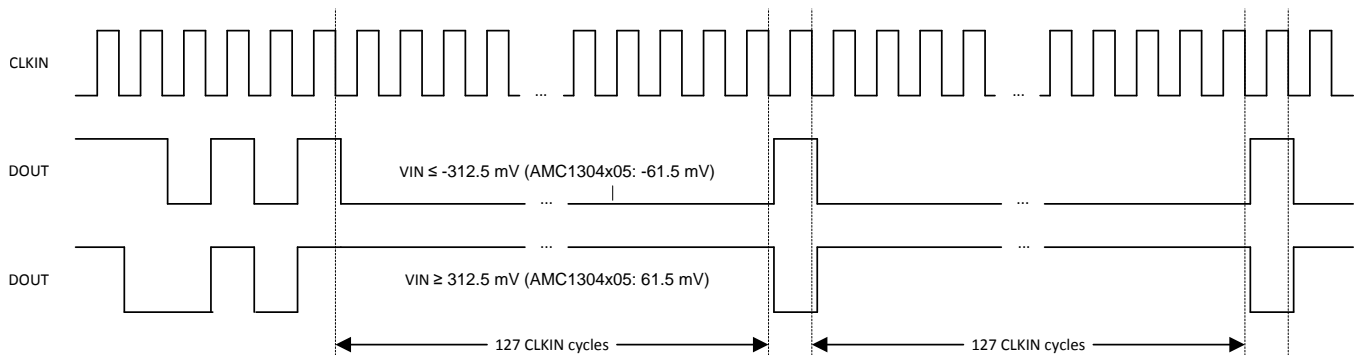 CLKIN
... ...
DOUT
VIN ≤ -312.5 mV (AMC1304x05: -61.5 mV)
... ...
... ...
DOUT
VIN ≥ 312.5 mV (AMC1304x05: 61.5 mV)
127 CLKIN cycles 127 CLKIN cycles